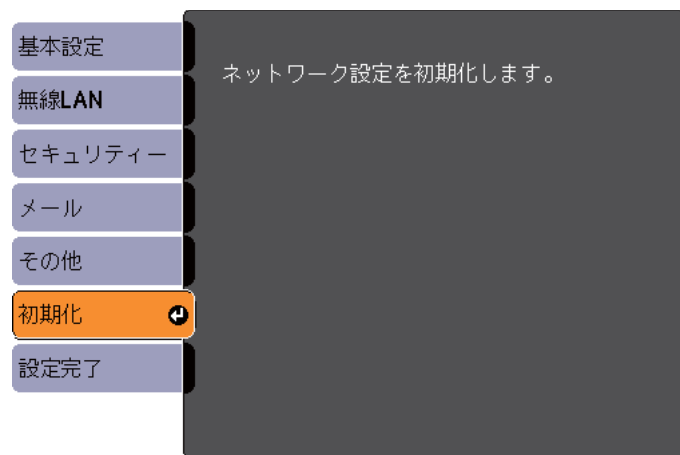 基本設定
無線LAN
セキュリティー
メール
その他
初期化
設定完了
ネットワーク設定を初期化します。